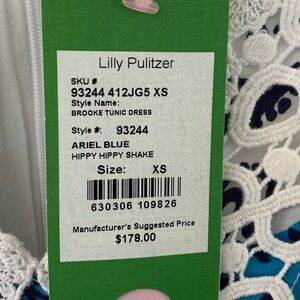 Lilly Pulitzer
SKU #
93244 412JG5 XS
Style Name:
BROOKE TUNIC DRESS
Style #: 93244
ARIEL BLUE
HIPPY HIPPY SHAKE
Size: XS
630306 109826
Manufacturer's Suggested Price
$178.00